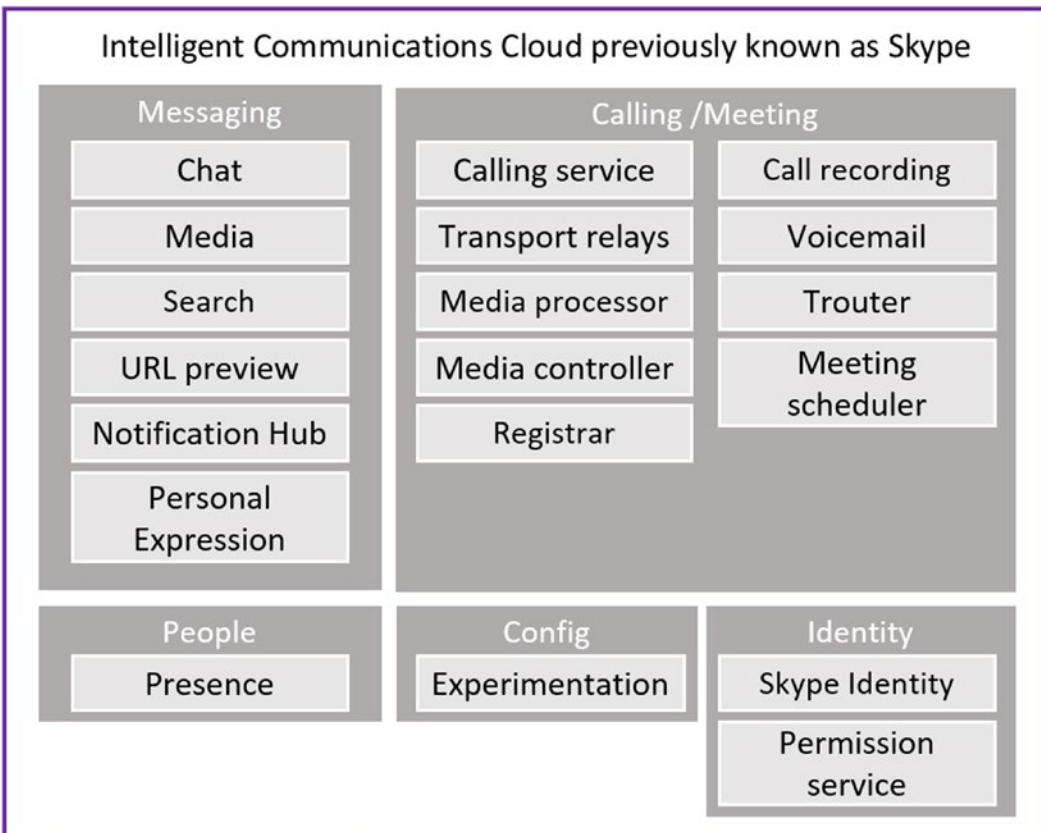 Intelligent Communications Cloud previously known as Skype
Messaging
Chat
Media
Search
URL preview
Notification Hub
Personal
Expression
Calling /Meeting
Calling service
Transport relays
Media processor
Media controller
Registrar
Call recording
Voicemail
Trouter
Meeting
scheduler
People
Presence
Config
Experimentation
Identity
Skype Identity
Permission
service